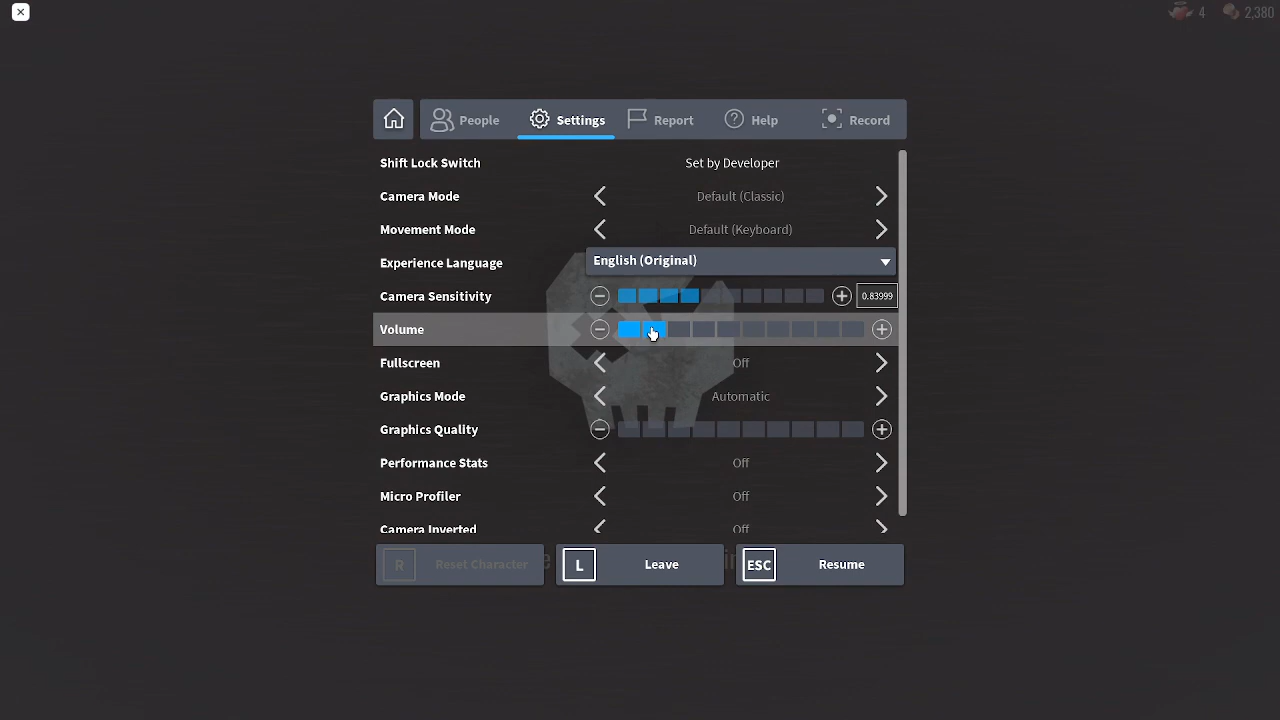 4 2,380
People Settings Report Help Record
Shift Lock Switch Set by Developer
Camera Mode Default (Classic)
Movement Mode Default (Keyboard)
Experience Language English (Original)
Camera Sensitivity 0.83999
Volume
Fullscreen Off
Graphics Mode Automatic
Graphics Quality
Performance Stats Off
Micro Profiler Off
Camera Inverted Off
R Reset Character L Leave ESC Resume